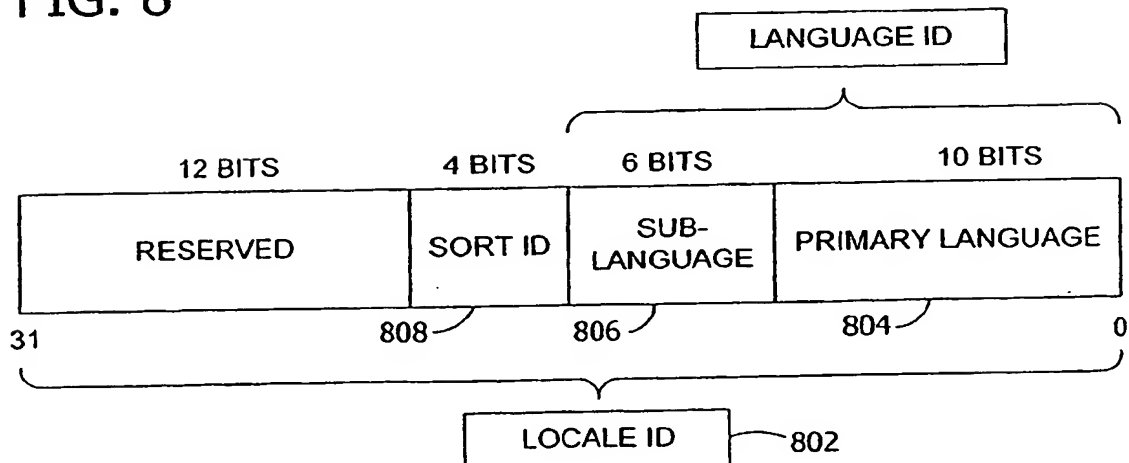 FIG. 8
LANGUAGE ID
12 BITS 4 BITS 6 BITS 10 BITS
RESERVED SORT ID SUB-
LANGUAGE PRIMARY LANGUAGE
31 808 806 804 0
LOCALE ID 802